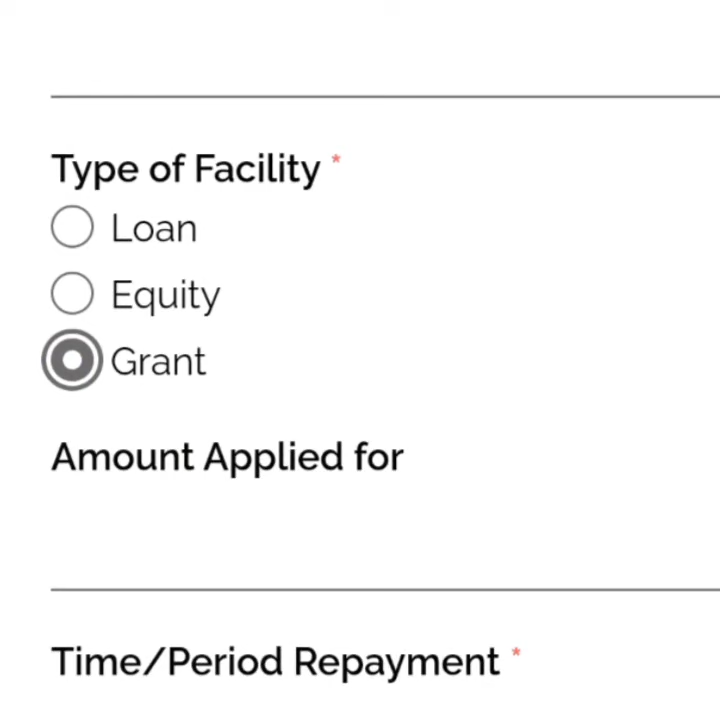 Type of Facility *
Loan
Equity
Grant
Amount Applied for
Time/Period Repayment *